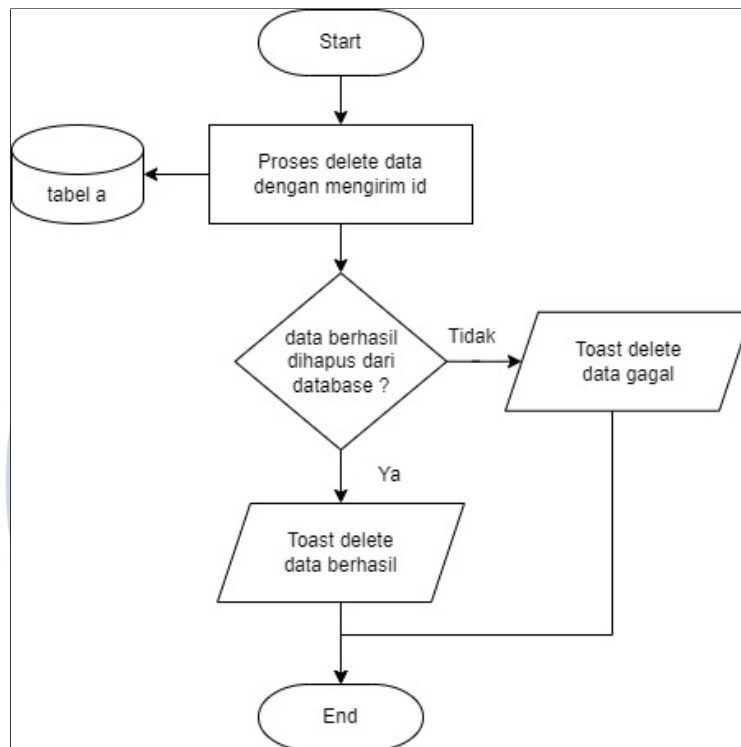 Start
Proses delete data
dengan mengirim id
tabel a
data berhasil
dihapus dari
database ?
Tidak
Toast delete
data gagal
Ya
Toast delete
data berhasil
End